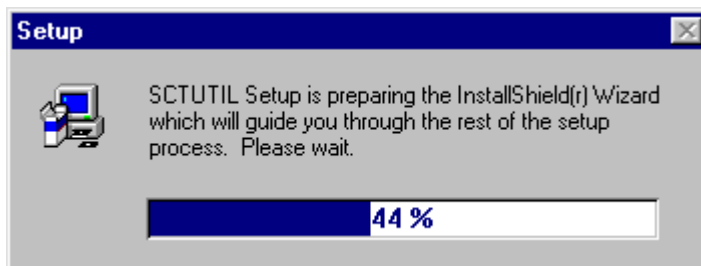 Setup
SCTUTIL Setup is preparing the InstallShield(r) Wizard
which will guide you through the rest of the setup
process.  Please wait.
44 %